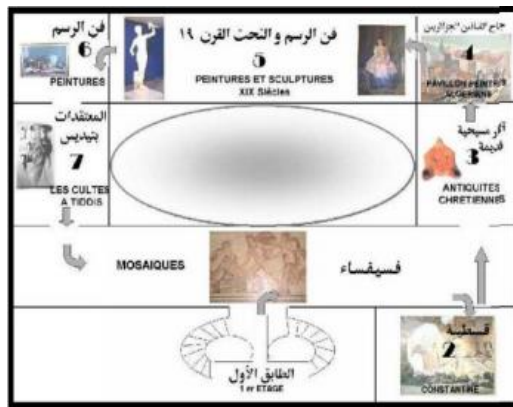 فن الرسم
6
PEINTURES
فن الرسم و النحت القرن ١٩
5
PEINTURES ET SCULPTURES
XIX Siécles
جناح الفنانين الجزائريين
4
PAVILLON PEINTRES
ALGERIENS
المعتقدات
بتيديس
7
LES CULTES
A TIDDIS
آثار مسيحية
قديمة
3
ANTIQUITES
CHRETIENNES
MOSAIQUES
فسيفساء
الطابق الأول
1 er ETAGE
قسطنطينة
2
CONSTANTINE